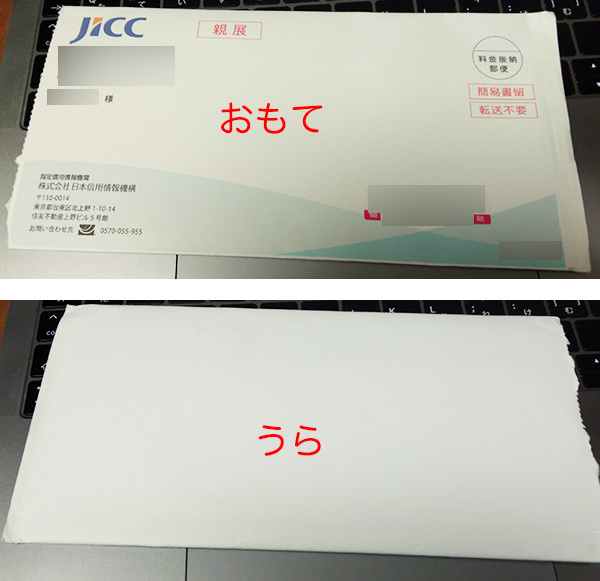 JICC
親展
料金後納
郵便
簡易書留
転送不要
様
おもて
指定信用情報機関
株式会社日本信用情報機構
〒110-0014
東京都台東区北上野1-10-14
住友不動産上野ビル5号館
お問い合わせ先 0570-055-955
うら